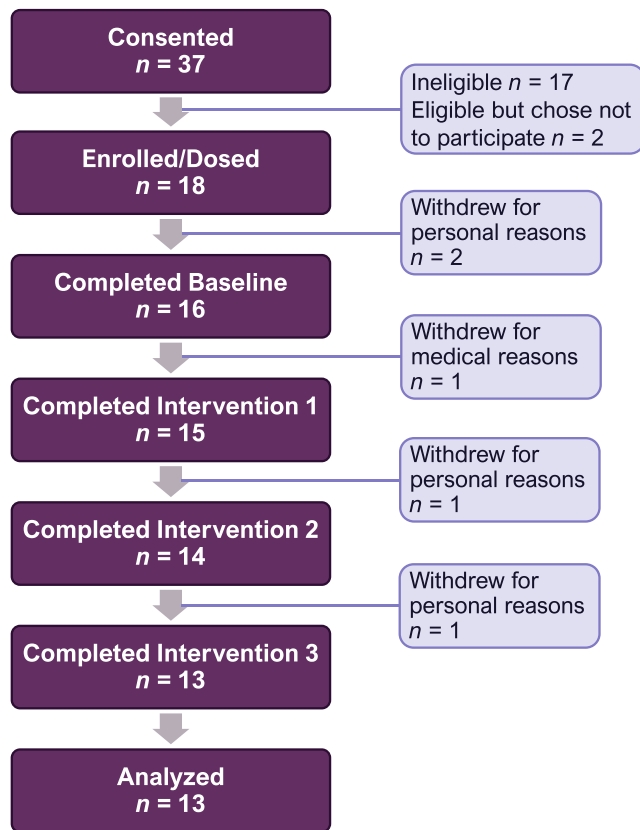 Consented
n = 37
Ineligible n = 17
Eligible but chose not
to participate n = 2
Enrolled/Dosed
n = 18
Withdrew for
personal reasons
n = 2
Completed Baseline
n = 16
Withdrew for
medical reasons
n = 1
Completed Intervention 1
n = 15
Withdrew for
personal reasons
n = 1
Completed Intervention 2
n = 14
Withdrew for
personal reasons
n = 1
Completed Intervention 3
n = 13
Analyzed
n = 13